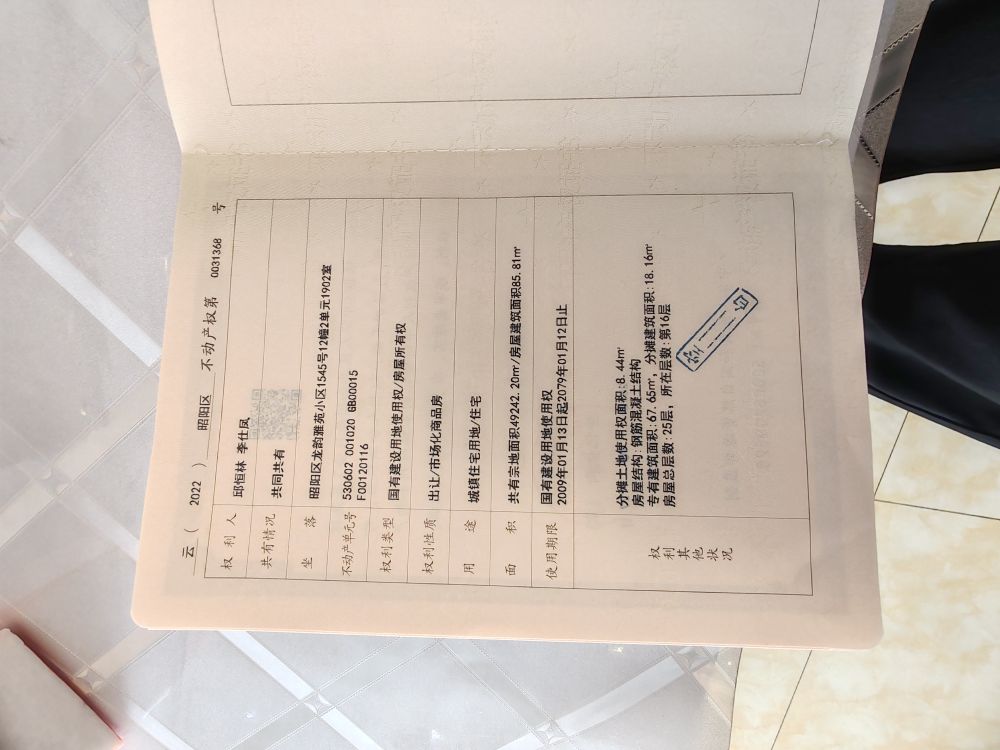 云 ( 2022 ) 昭阳区 不动产权第 0031368 号
权利人 邱恒林 李仕凤
共有情况 共同共有
坐落 昭阳区龙韵雅苑小区1545号12幢2单元1902室
不动产单元号 530602 001020 GB00015
F00120116
权利类型 国有建设用地使用权/房屋所有权
权利性质 出让/市场化商品房
用途 城镇住宅用地/住宅
面积 共有宗地面积49242.20㎡/房屋建筑面积85.81㎡
使用期限 国有建设用地使用权
2009年01月13日起2079年01月12日止
权利其他状况
分摊土地使用权面积:8.44㎡
房屋结构:钢筋混凝土结构
专有建筑面积:67.65㎡, 分摊建筑面积:18.16㎡
房屋总层数:25层, 所在层数:第16层